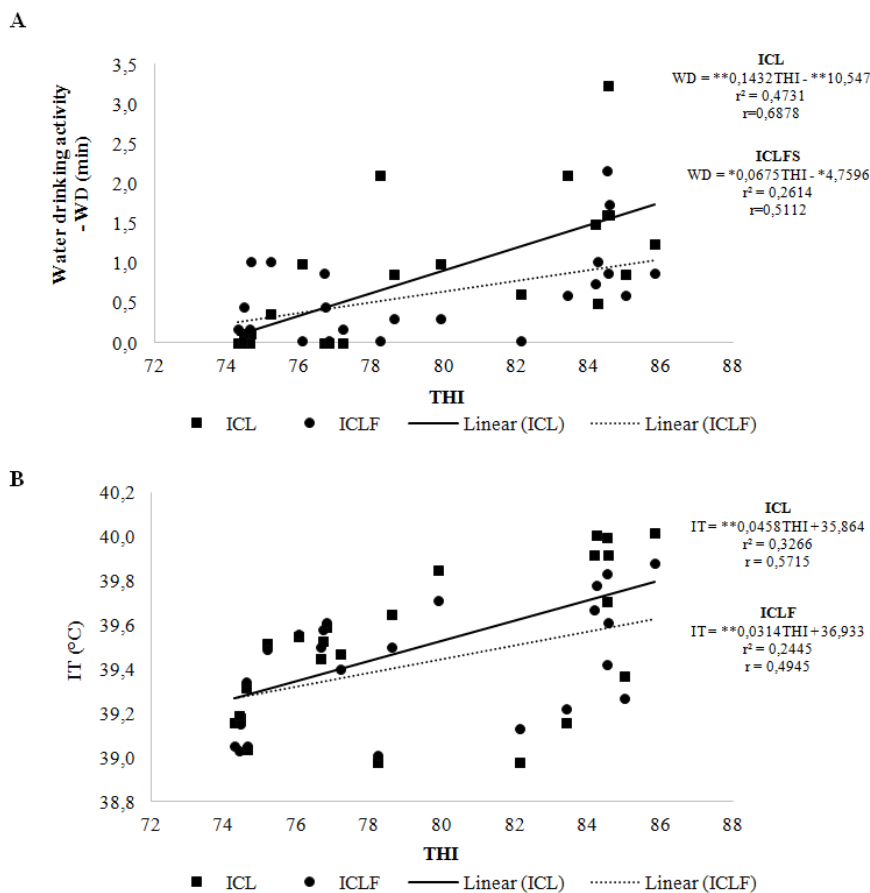 A
3,5
3,0
2,5
2,0
1,5
1,0
0,5
0,0
Water drinking activity
- WD (min)
72 74 76 78 80 82 84 86 88
THI
ICL
WD = **0,1432THI - **10,547
r² = 0,4731
r=0,6878
ICLFS
WD = *0,0675THI - *4,7596
r² = 0,2614
r=0,5112
ICL ICLF Linear (ICL) Linear (ICLF)
B
40,2
40,0
39,8
39,6
39,4
39,2
39,0
38,8
IT (°C)
72 74 76 78 80 82 84 86 88
THI
ICL
IT = **0,0458THI + 35,864
r² = 0,3266
r = 0,5715
ICLF
IT = **0,0314THI + 36,933
r² = 0,2445
r = 0,4945
ICL ICLF Linear (ICL) Linear (ICLF)